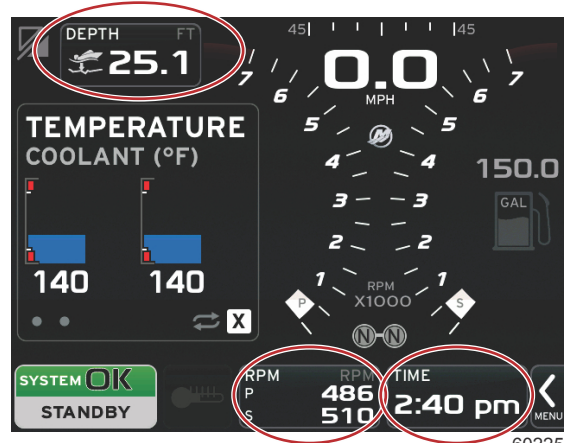 DEPTH FT
25.1
45 45
0.0
MPH
7 7
6 6
5 5
4 4
3 3
2 2
1 1
RPM
X1000
P S
N N
TEMPERATURE
COOLANT (°F)
140 140
X
150.0
GAL
SYSTEM OK
STANDBY
RPM RPM
P 486
S 510
TIME
2:40 pm
MENU